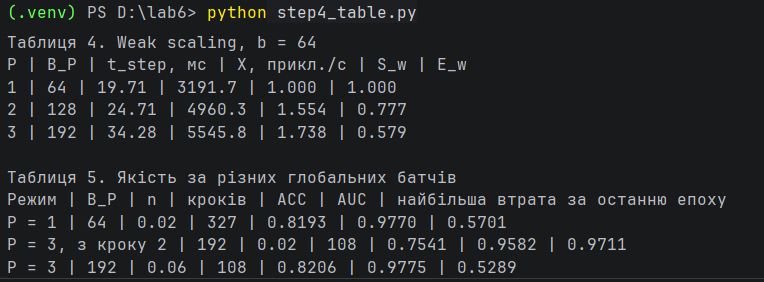 (.venv) PS D:\lab6> python step4_table.py
Таблиця 4. Weak scaling, b = 64
P | B_P | t_step, мс | X, прикл./с | S_w | E_w
1 | 64 | 19.71 | 3191.7 | 1.000 | 1.000
2 | 128 | 24.71 | 4960.3 | 1.554 | 0.777
3 | 192 | 34.28 | 5545.8 | 1.738 | 0.579
Таблиця 5. Якість за різних глобальних батчів
Режим | B_P | n | кроків | ACC | AUC | найбільша втрата за останню епоху
P = 1 | 64 | 0.02 | 327 | 0.8193 | 0.9770 | 0.5701
P = 3, з кроку 2 | 192 | 0.02 | 108 | 0.7541 | 0.9582 | 0.9711
P = 3 | 192 | 0.06 | 108 | 0.8206 | 0.9775 | 0.5289